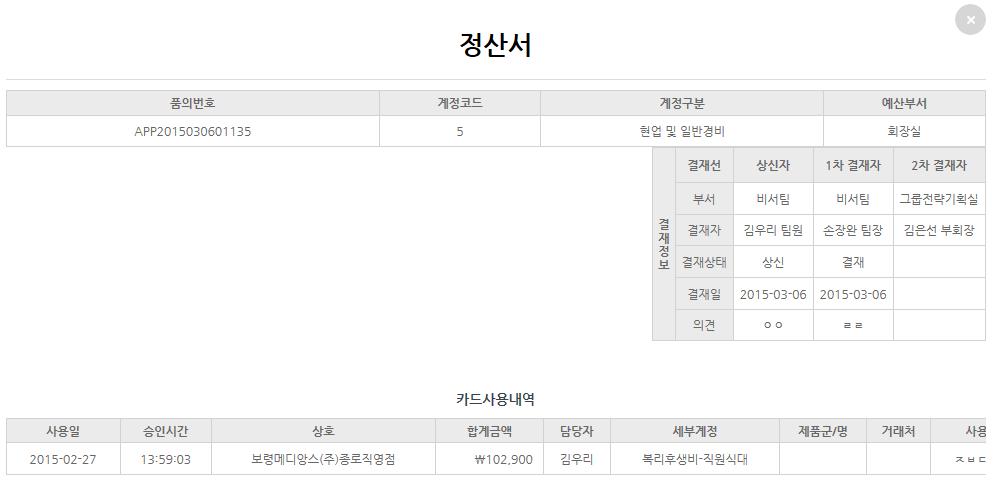 정산서
품의번호 계정코드 계정구분 예산부서
APP2015030601135 5 현업 및 일반경비 회장실
결재정보
결재선 상신자 1차 결재자 2차 결재자
부서 비서팀 비서팀 그룹전략기획실
결재자 김우리 팀원 손장완 팀장 김은선 부회장
결재상태 상신 결재
결재일 2015-03-06 2015-03-06
의견 ㅇㅇ ㄹㄹ
카드사용내역
사용일 승인시간 상호 합계금액 담당자 세부계정 제품군/명 거래처 사용
2015-02-27 13:59:03 보령메디앙스(주)종로직영점 ₩102,900 김우리 복리후생비-직원식대